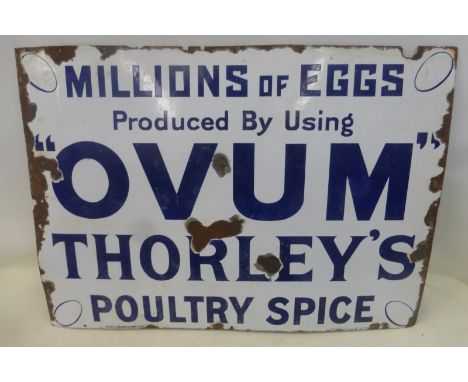 MILLIONS OF EGGS
Produced By Using
"OVUM"
THORLEY'S
POULTRY SPICE